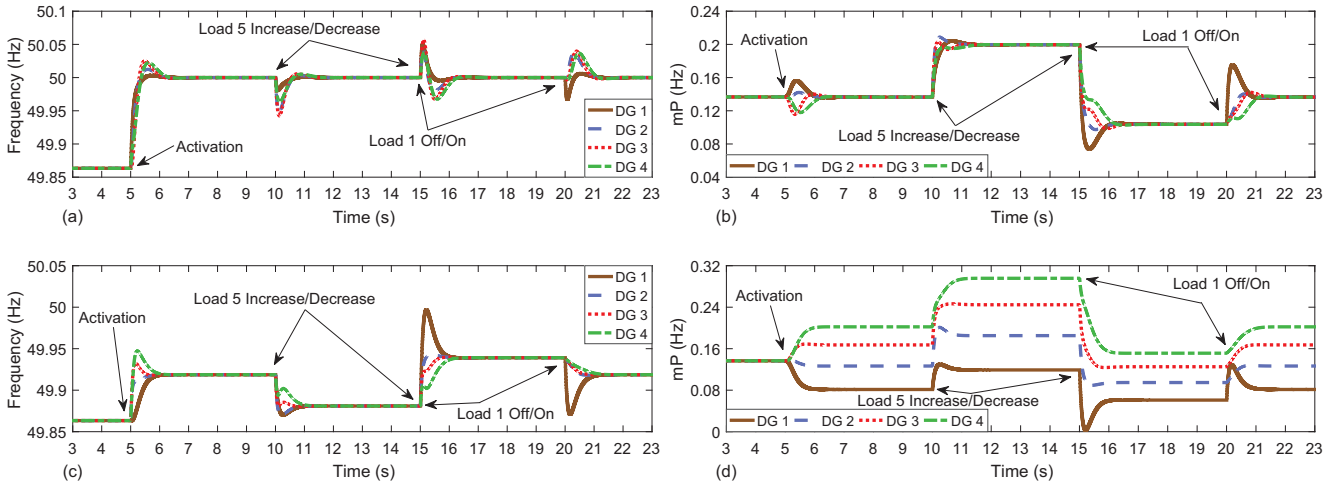 50.1
50.05
50
49.95
49.9
49.85
Frequency (Hz)
Load 5 Increase/Decrease
Activation
Load 1 Off/On
DG 1
DG 2
DG 3
DG 4
3 4 5 6 7 8 9 10 11 12 13 14 15 16 17 18 19 20 21 22 23
Time (s)
(a)
0.2
0.16
0.12
0.08
0.04
mP (Hz)
Activation
Load 1 Off/On
Load 5 Increase/Decrease
DG 1 DG 2 DG 3 DG 4
3 4 5 6 7 8 9 10 11 12 13 14 15 16 17 18 19 20 21 22 23
Time (s)
(b)
50.05
50
49.95
49.9
49.85
Frequency (Hz)
Load 5 Increase/Decrease
Activation
Load 1 Off/On
DG 1
DG 2
DG 3
DG 4
3 4 5 6 7 8 9 10 11 12 13 14 15 16 17 18 19 20 21 22 23
Time (s)
(c)
0.32
0.24
0.16
0.08
0
mP (Hz)
Activation
Load 1 Off/On
Load 5 Increase/Decrease
DG 1 DG 2 DG 3 DG 4
3 4 5 6 7 8 9 10 11 12 13 14 15 16 17 18 19 20 21 22 23
Time (s)
(d)